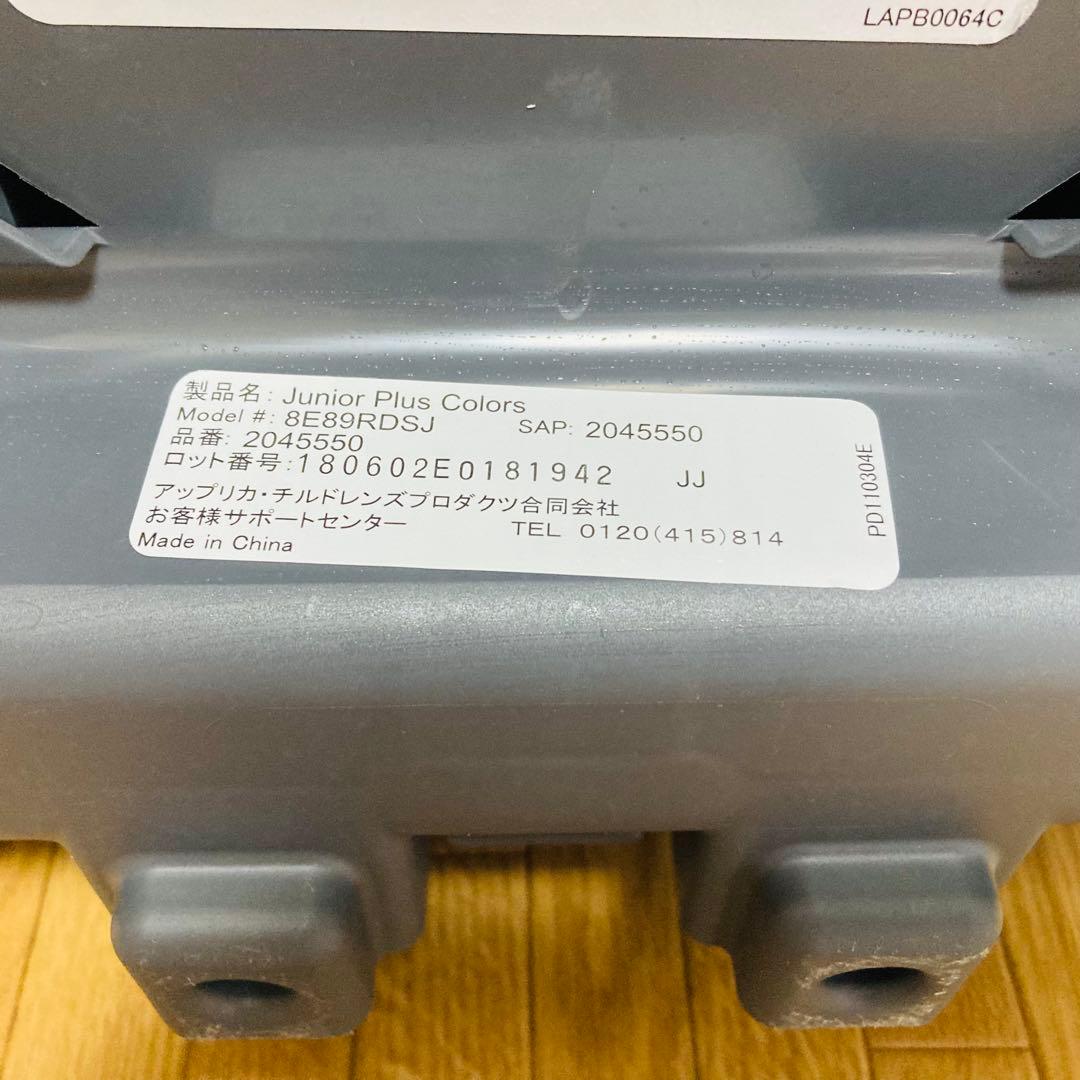 LAPB0064C
製品名: Junior Plus Colors
Model #: 8E89RDSJ SAP: 2045550
品番: 2045550
ロット番号:180602E0181942 JJ
アップリカ・チルドレンズプロダクツ合同会社
お客様サポートセンター TEL 0120(415)814
Made in China
PD110304E